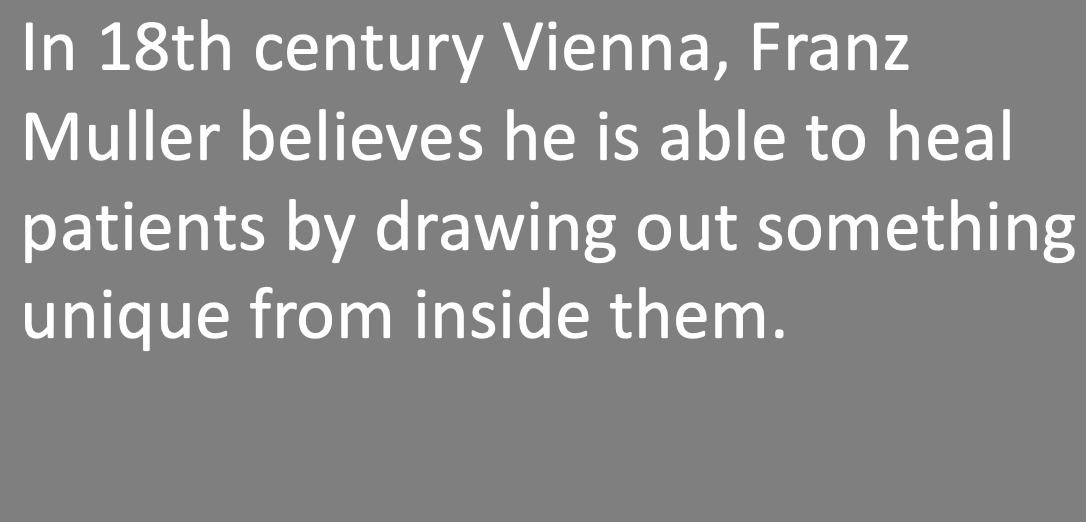 In 18th century Vienna, Franz
Muller believes he is able to heal
patients by drawing out something
unique from inside them.